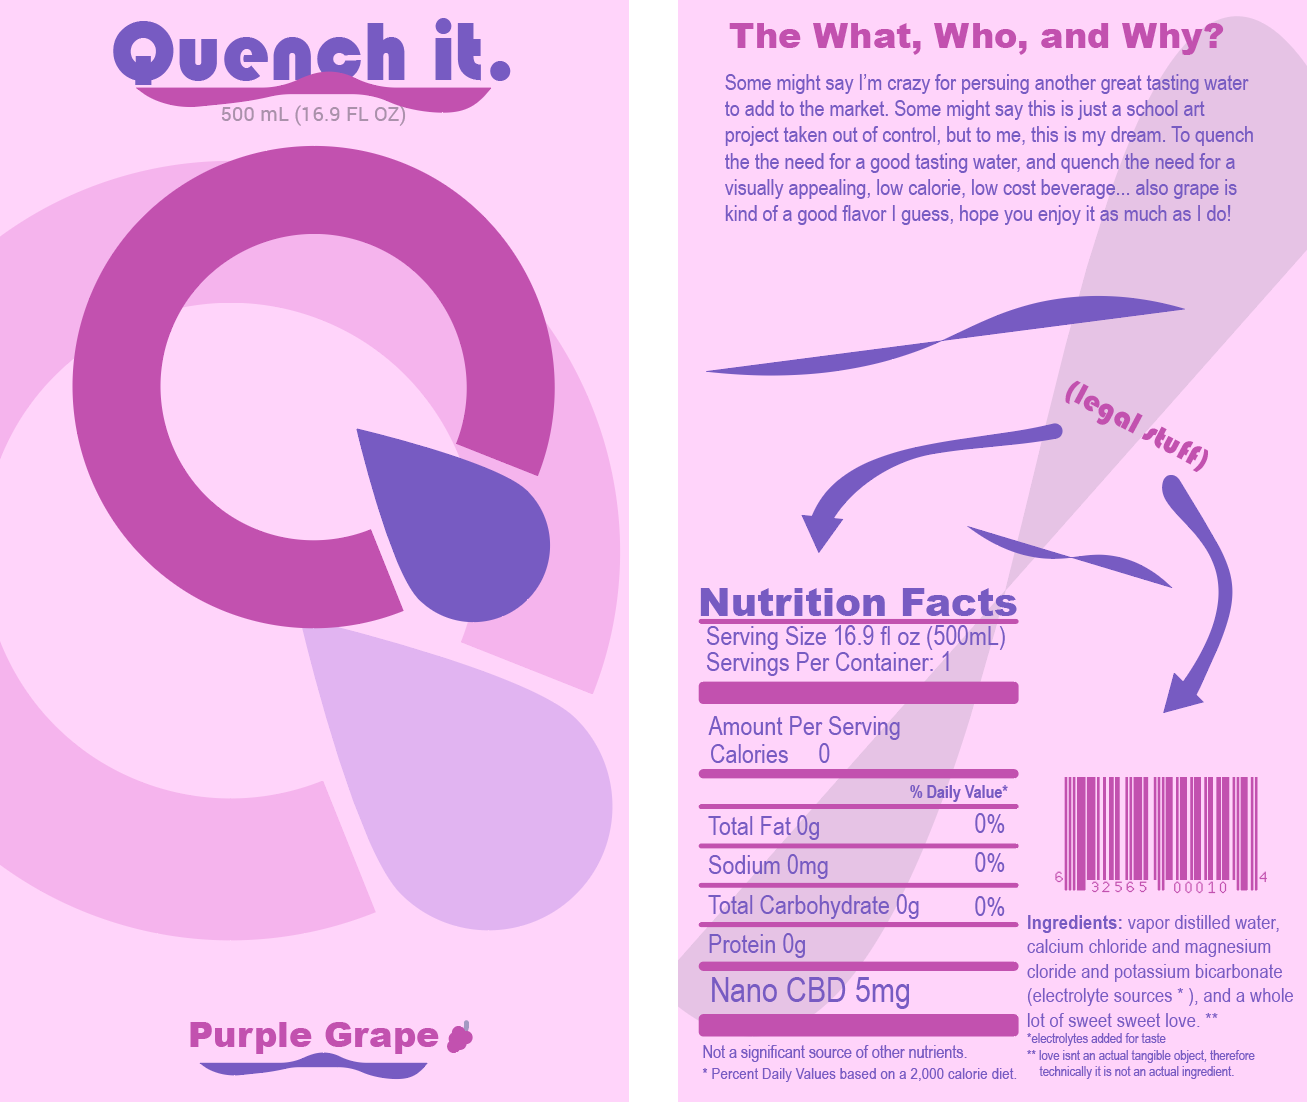 Quench it.
500 mL (16.9 FL OZ)
Purple Grape
The What, Who, and Why?
Some might say I'm crazy for persuing another great tasting water
to add to the market. Some might say this is just a school art
project taken out of control, but to me, this is my dream. To quench
the the need for a good tasting water, and quench the need for a
visually appealing, low calorie, low cost beverage... also grape is
kind of a good flavor I guess, hope you enjoy it as much as I do!
(legal stuff)
Nutrition Facts
Serving Size 16.9 fl oz (500mL)
Servings Per Container: 1
Amount Per Serving
Calories 0
% Daily Value*
Total Fat 0g 0%
Sodium 0mg 0%
Total Carbohydrate 0g 0%
Protein 0g
Nano CBD 5mg
Not a significant source of other nutrients.
* Percent Daily Values based on a 2,000 calorie diet.
6 32565 00010 4
Ingredients: vapor distilled water,
calcium chloride and magnesium
cloride and potassium bicarbonate
(electrolyte sources * ), and a whole
lot of sweet sweet love. **
*electrolytes added for taste
** love isnt an actual tangible object, therefore
technically it is not an actual ingredient.